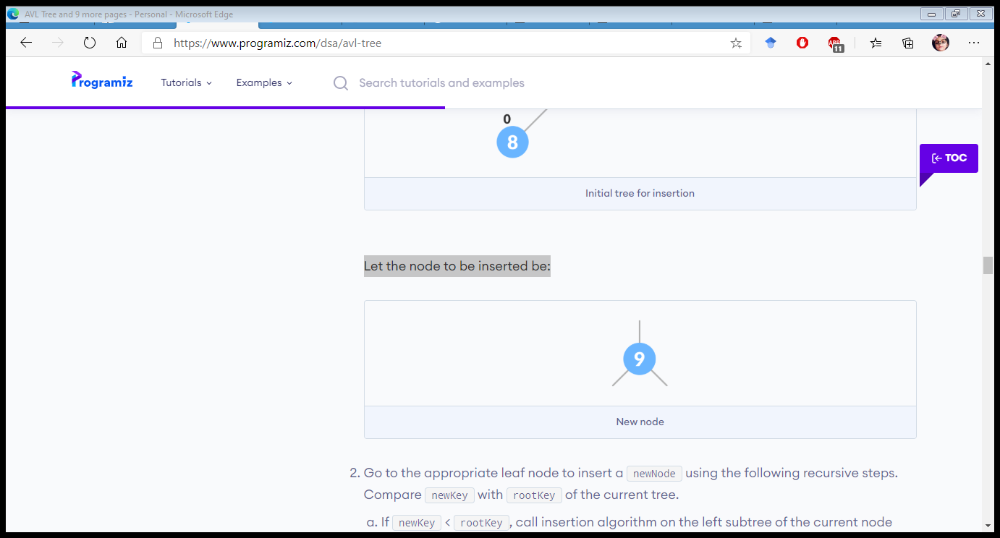 AVL Tree and 9 more pages - Personal - Microsoft Edge
https://www.programiz.com/dsa/avl-tree
11
Programiz
Tutorials
Examples
Search tutorials and examples
0
8
TOC
Initial tree for insertion
Let the node to be inserted be:
9
New node
2. Go to the appropriate leaf node to insert a newNode using the following recursive steps.
Compare newKey with rootKey of the current tree.
a. If newKey < rootKey, call insertion algorithm on the left subtree of the current node